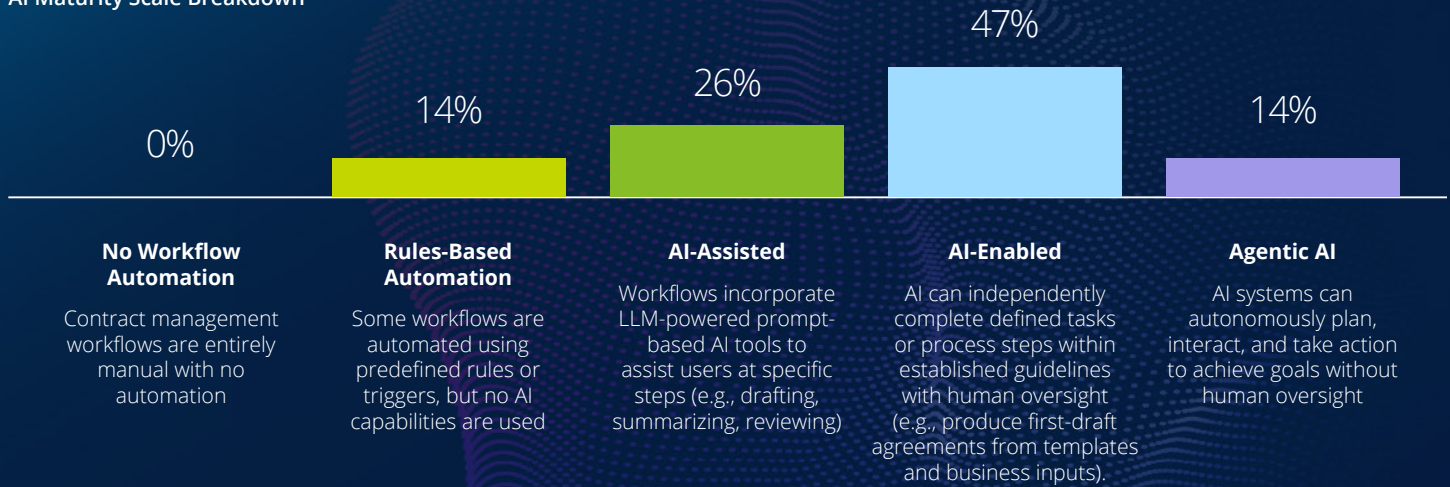 AI Maturity Scale Breakdown
0%
14%
26%
47%
14%
No Workflow
Automation
Contract management
workflows are entirely
manual with no
automation
Rules-Based
Automation
Some workflows are
automated using
predefined rules or
triggers, but no AI
capabilities are used
AI-Assisted
Workflows incorporate
LLM-powered prompt-
based AI tools to
assist users at specific
steps (e.g., drafting,
summarizing, reviewing)
AI-Enabled
AI can independently
complete defined tasks
or process steps within
established guidelines
with human oversight
(e.g., produce first-draft
agreements from templates
and business inputs).
Agentic AI
AI systems can
autonomously plan,
interact, and take action
to achieve goals without
human oversight